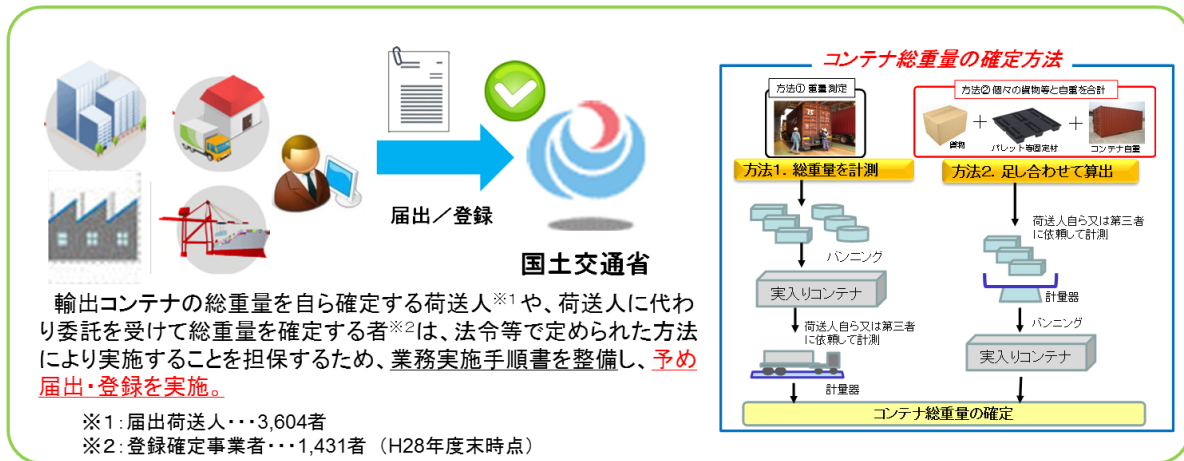 届出／登録
国土交通省
輸出コンテナの総重量を自ら確定する荷送人※1や、荷送人に代わ
り委託を受けて総重量を確定する者※2は、法令等で定められた方法
により実施することを担保するため、業務実施手順書を整備し、予め
届出・登録を実施。
※1：届出荷送人・・・3,604者
※2：登録確定事業者・・・1,431者 （H28年度末時点）
コンテナ総重量の確定方法
方法① 重量測定
方法② 個々の貨物等と自重を合計
貨物
パレット等固定材
コンテナ自重
方法1．総重量を計測
バンニング
実入りコンテナ
荷送人自ら又は第三者
に依頼して計測
計量器
方法2．足し合わせて算出
荷送人自ら又は第三者
に依頼して計測
計量器
バンニング
実入りコンテナ
コンテナ総重量の確定